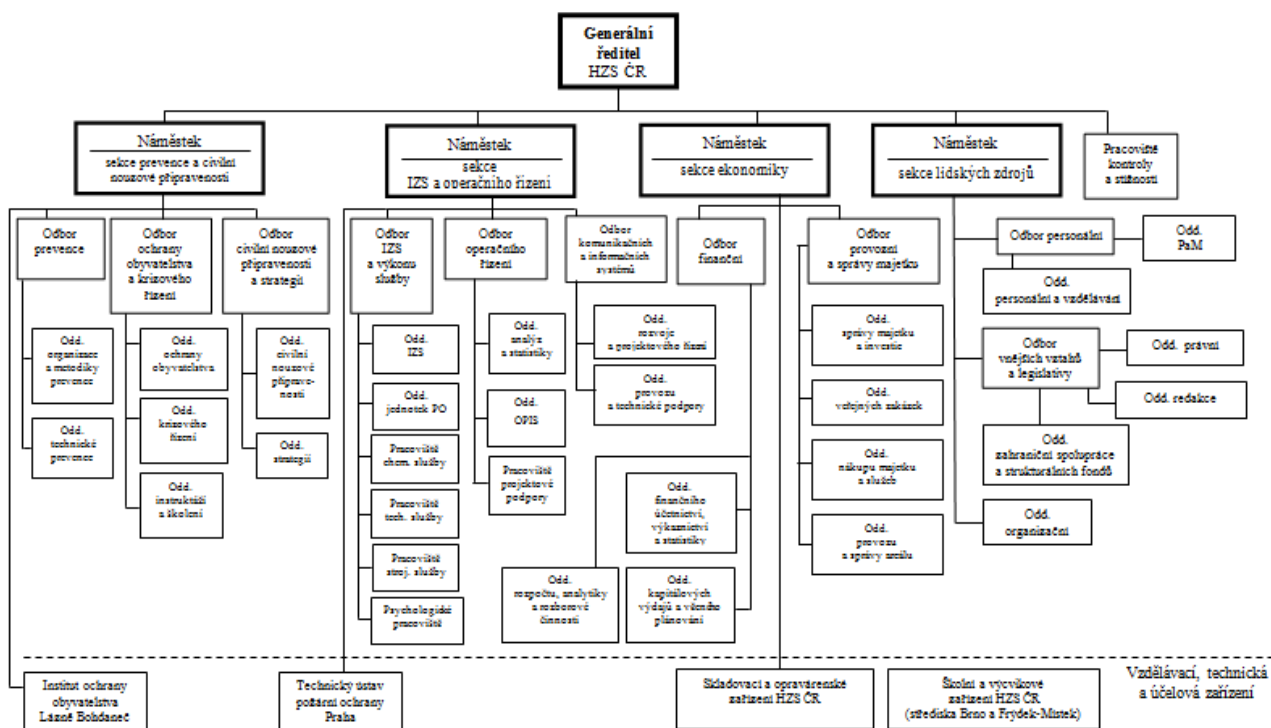 Generální
ředitel
HZS ČR
Náměstek
sekce prevence a civilní
nouzové připravenosti
Náměstek
sekce
IZS a operačního řízení
Náměstek
sekce ekonomiky
Náměstek
sekce lidských zdrojů
Pracoviště
kontroly
a stížností
Odbor
prevence
Odbor
ochrany
obyvatelstva
a krizového
řízení
Odbor
civilní nouzové
připravenosti
a strategií
Odbor
IZS
a výkonu
služby
Odbor
operačního
řízení
Odbor
komunikačních
a informačních
systémů
Odbor
finanční
Odbor
provozní
a správy majetku
Odbor personální
Odd.
PaM
Odd.
personální a vzdělávání
Odd.
organizace
a metodiky
prevence
Odd.
technické
prevence
Odd.
ochrany
obyvatelstva
Odd.
krizového
řízení
Odd.
instruktáží
a školení
Odd.
civilní
nouzové
připrave-
nosti
Odd.
strategií
Odd.
IZS
Odd.
jednotek PO
Pracoviště
chem. služby
Pracoviště
tech. služby
Pracoviště
stroj. služby
Psychologické
pracoviště
Odd.
analýz
a statistiky
Odd.
OPIS
Pracoviště
projektové
podpory
Odd.
rozvoje
a projektového řízení
Odd.
provozu
a technické podpory
Odd.
finančního
účetnictví,
výkaznictví
a statistiky
Odd.
rozpočtu, analytiky
a rozborové
činnosti
Odd.
kapitálových
výdajů a věcného
plánování
Odd.
správy majetku
a investic
Odd.
veřejných zakázek
Odd.
nákupu majetku
a služeb
Odd.
provozu
a správy areálu
Odbor
vnějších vztahů
a legislativy
Odd. právní
Odd. redakce
Odd.
zahraniční spolupráce
a strukturálních fondů
Odd.
organizační
Institut ochrany
obyvatelstva
Lázně Bohdaneč
Technický ústav
požární ochrany
Praha
Skladovací a opravárenské
zařízení HZS ČR
Školní a výcvikové
zařízení HZS ČR
(střediska Brno a Frýdek-Místek)
Vzdělávací, technická
a účelová zařízení